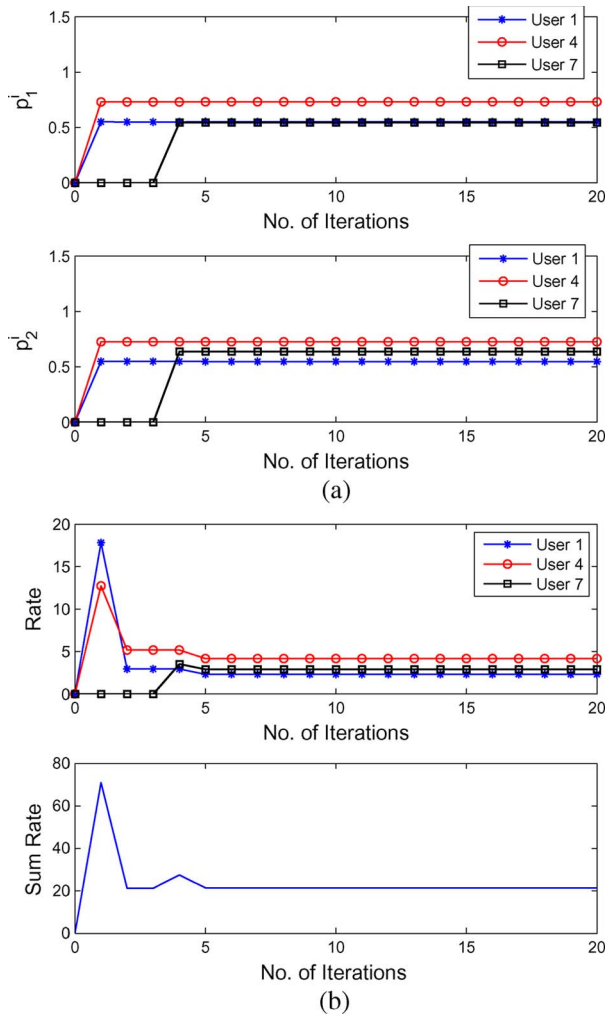 1.5
1
0.5
0
p₁ⁱ
User 1
User 4
User 7
0 5 10 15 20
No. of Iterations
1.5
1
0.5
0
p₂ⁱ
User 1
User 4
User 7
0 5 10 15 20
No. of Iterations
(a)
20
15
10
5
0
Rate
User 1
User 4
User 7
0 5 10 15 20
No. of Iterations
80
60
40
20
0
Sum Rate
0 5 10 15 20
No. of Iterations
(b)